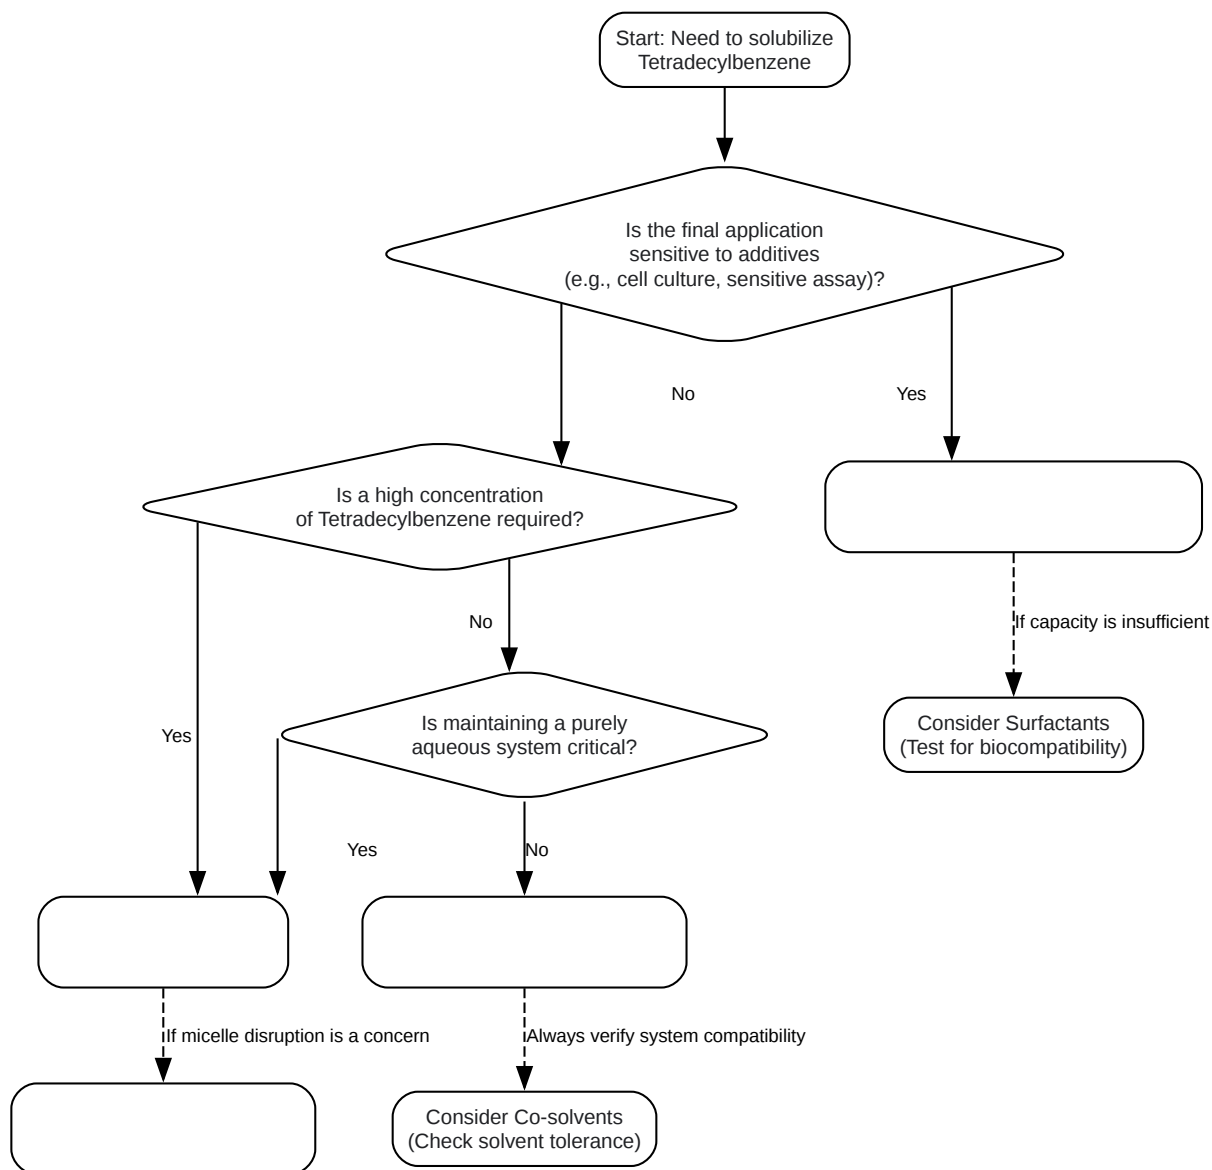 Start: Need to solubilize
Tetradecylbenzene
Is the final application
sensitive to additives
(e.g., cell culture, sensitive assay)?
No
Yes
Is a high concentration
of Tetradecylbenzene required?
No
If capacity is insufficient
Yes
Is maintaining a purely
aqueous system critical?
Consider Surfactants
(Test for biocompatibility)
Yes
No
If micelle disruption is a concern
Always verify system compatibility
Consider Co-solvents
(Check solvent tolerance)